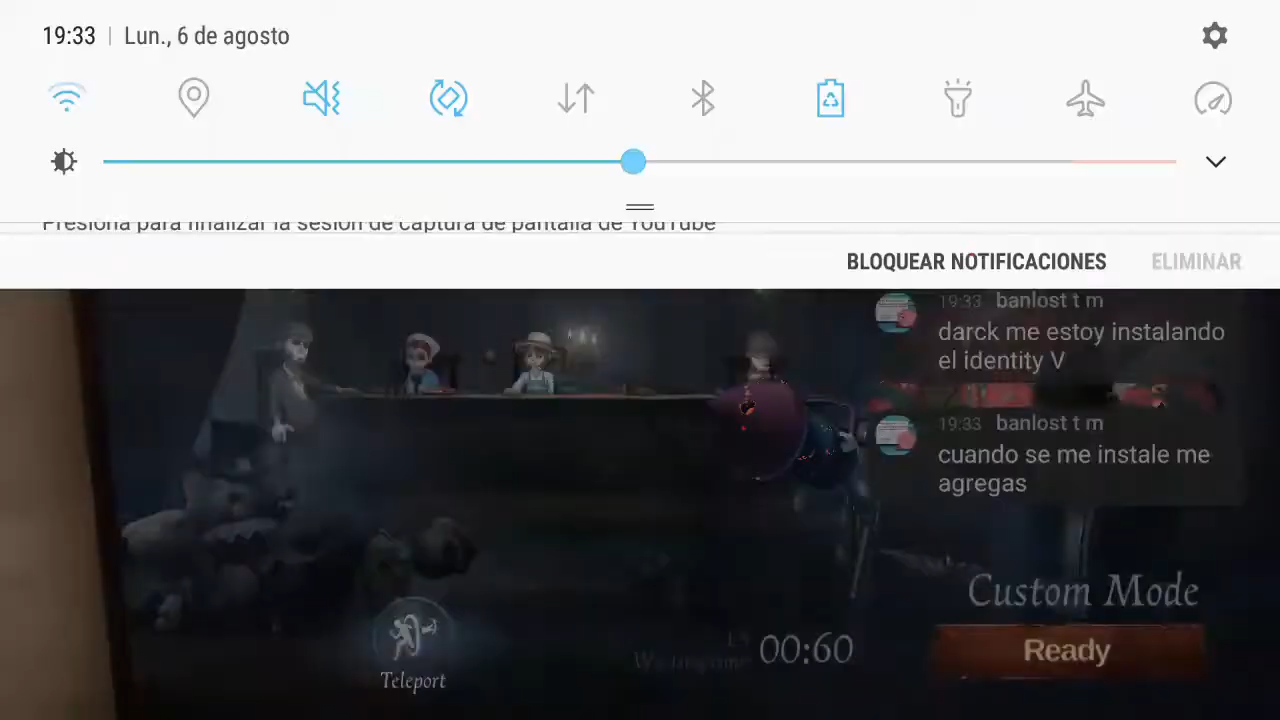 19:33 | Lun., 6 de agosto
Presiona para finalizar la sesión de captura de pantalla de YouTube
BLOQUEAR NOTIFICACIONES ELIMINAR
19:33 banlost t m
darck me estoy instalando
el identity V
19:33 banlost t m
cuando se me instale me
agregas
Custom Mode
00:60
Ready
Teleport